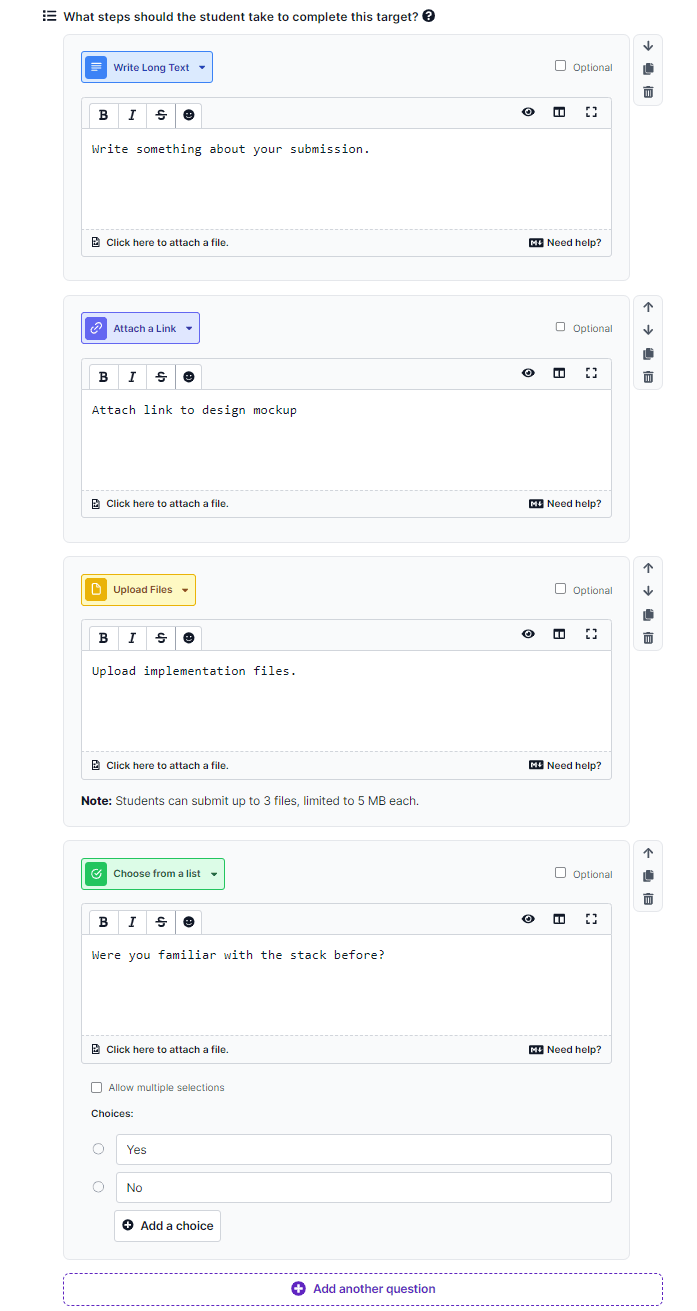 What steps should the student take to complete this target?
Write Long Text
Optional
B I S
Write something about your submission.
Click here to attach a file.
M Need help?
Attach a Link
Optional
B I S
Attach link to design mockup
Click here to attach a file.
M Need help?
Upload Files
Optional
B I S
Upload implementation files.
Click here to attach a file.
M Need help?
Note: Students can submit up to 3 files, limited to 5 MB each.
Choose from a list
Optional
B I S
Were you familiar with the stack before?
Click here to attach a file.
M Need help?
Allow multiple selections
Choices:
Yes
No
Add a choice
Add another question